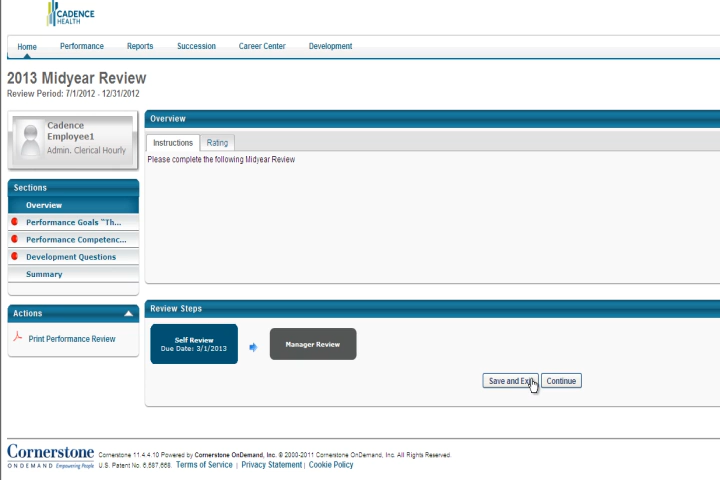 CADENCE
HEALTH
Home Performance Reports Succession Career Center Development
2013 Midyear Review
Review Period: 7/1/2012 - 12/31/2012
Cadence
Employee1
Admin. Clerical Hourly
Sections
Overview
Performance Goals "Th...
Performance Competenc...
Development Questions
Summary
Actions
Print Performance Review
Overview
Instructions Rating
Please complete the following Midyear Review
Review Steps
Self Review
Due Date: 3/1/2013
Manager Review
Save and Exit Continue
Cornerstone
ONDEMAND Empowering People
Cornerstone 11.4.4.10 Powered by Cornerstone OnDemand, Inc. © 2000-2011 Cornerstone OnDemand, Inc. All Rights Reserved.
U.S. Patent No. 6,587,668 Terms of Service | Privacy Statement | Cookie Policy